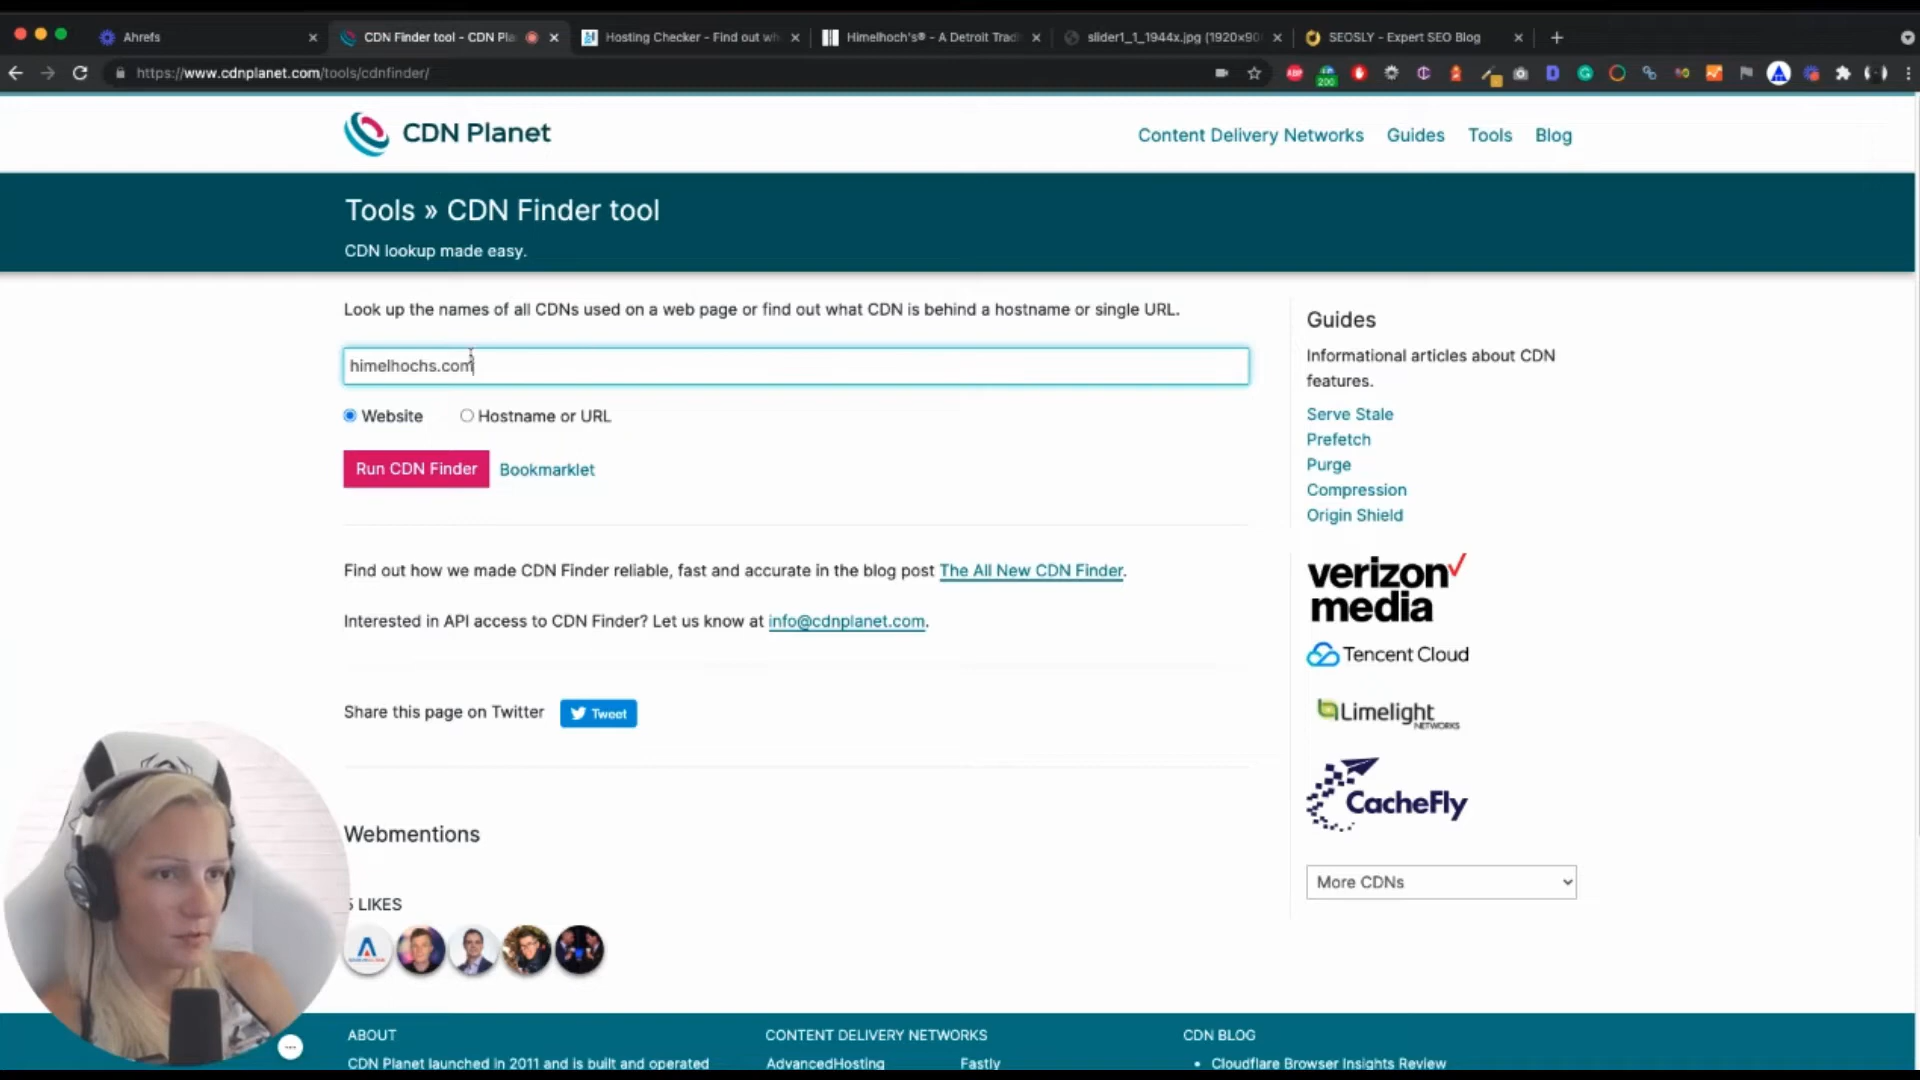 Ahrefs
CDN Finder tool - CDN Pla
Hosting Checker - Find out wh
Himelhoch's® - A Detroit Trad
slider1_1_1944x.jpg (1920×90
SEOSLY - Expert SEO Blog
https://www.cdnplanet.com/tools/cdnfinder/
ABP
200
CDN Planet
Content Delivery Networks
Guides
Tools
Blog
Tools » CDN Finder tool
CDN lookup made easy.
Look up the names of all CDNs used on a web page or find out what CDN is behind a hostname or single URL.
himelhochs.com
Website
Hostname or URL
Run CDN Finder
Bookmarklet
Find out how we made CDN Finder reliable, fast and accurate in the blog post The All New CDN Finder.
Interested in API access to CDN Finder? Let us know at info@cdnplanet.com.
Share this page on Twitter
Tweet
Webmentions
5 LIKES
Guides
Informational articles about CDN
features.
Serve Stale
Prefetch
Purge
Compression
Origin Shield
verizon
media
Tencent Cloud
Limelight
NETWORKS
CacheFly
More CDNs
ABOUT
CDN Planet launched in 2011 and is built and operated
CONTENT DELIVERY NETWORKS
AdvancedHosting
Fastly
CDN BLOG
• Cloudflare Browser Insights Review